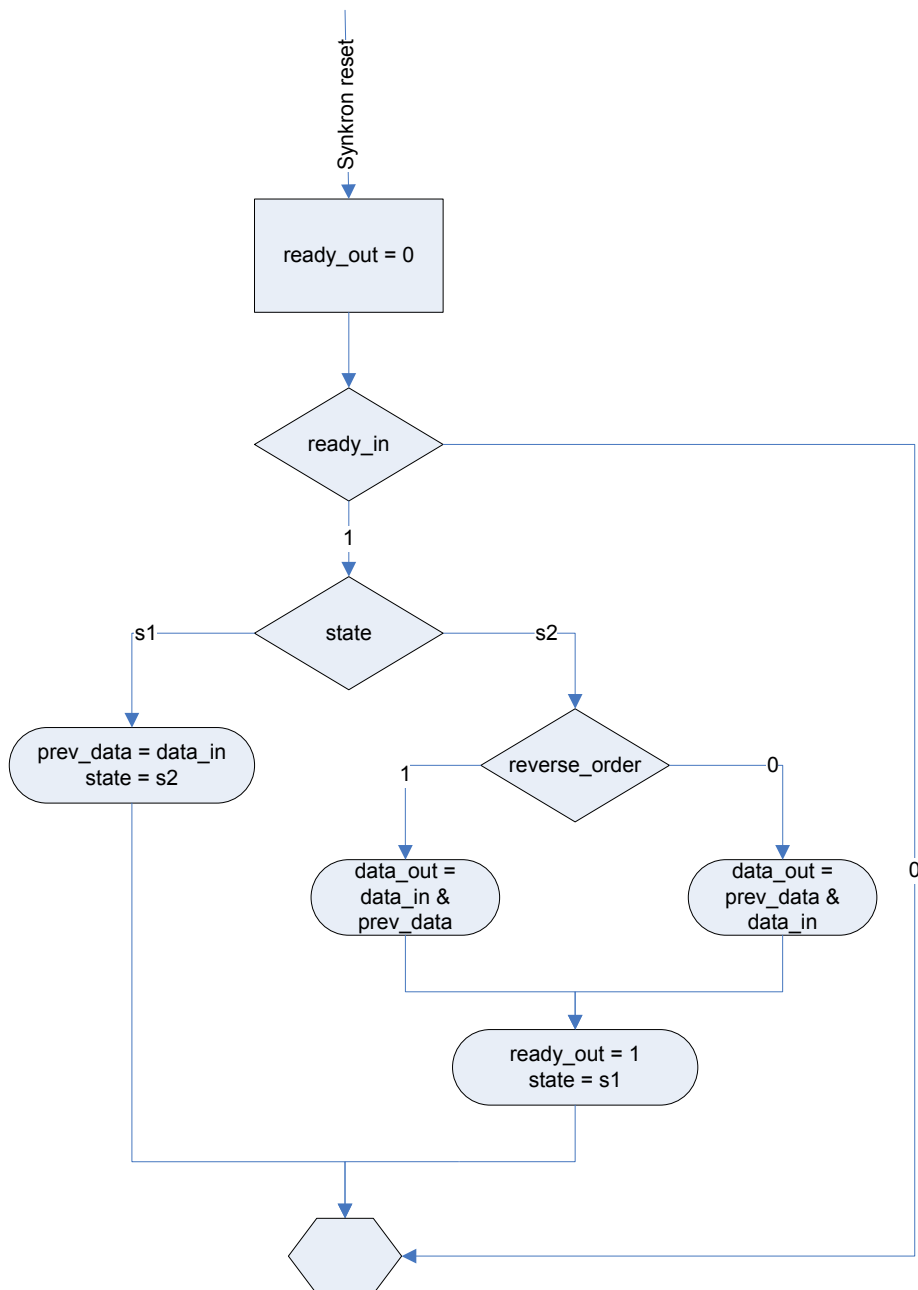 Synkron reset
ready_out = 0
ready_in
1
state
s1
s2
prev_data = data_in
state = s2
reverse_order
1
0
data_out =
data_in &
prev_data
data_out =
prev_data &
data_in
0
ready_out = 1
state = s1